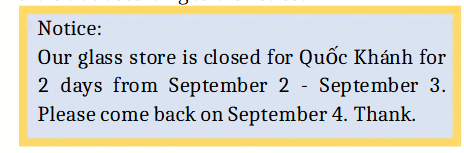 Notice:
Our glass store is closed for Quốc Khánh for
2 days from September 2 - September 3.
Please come back on September 4. Thank.